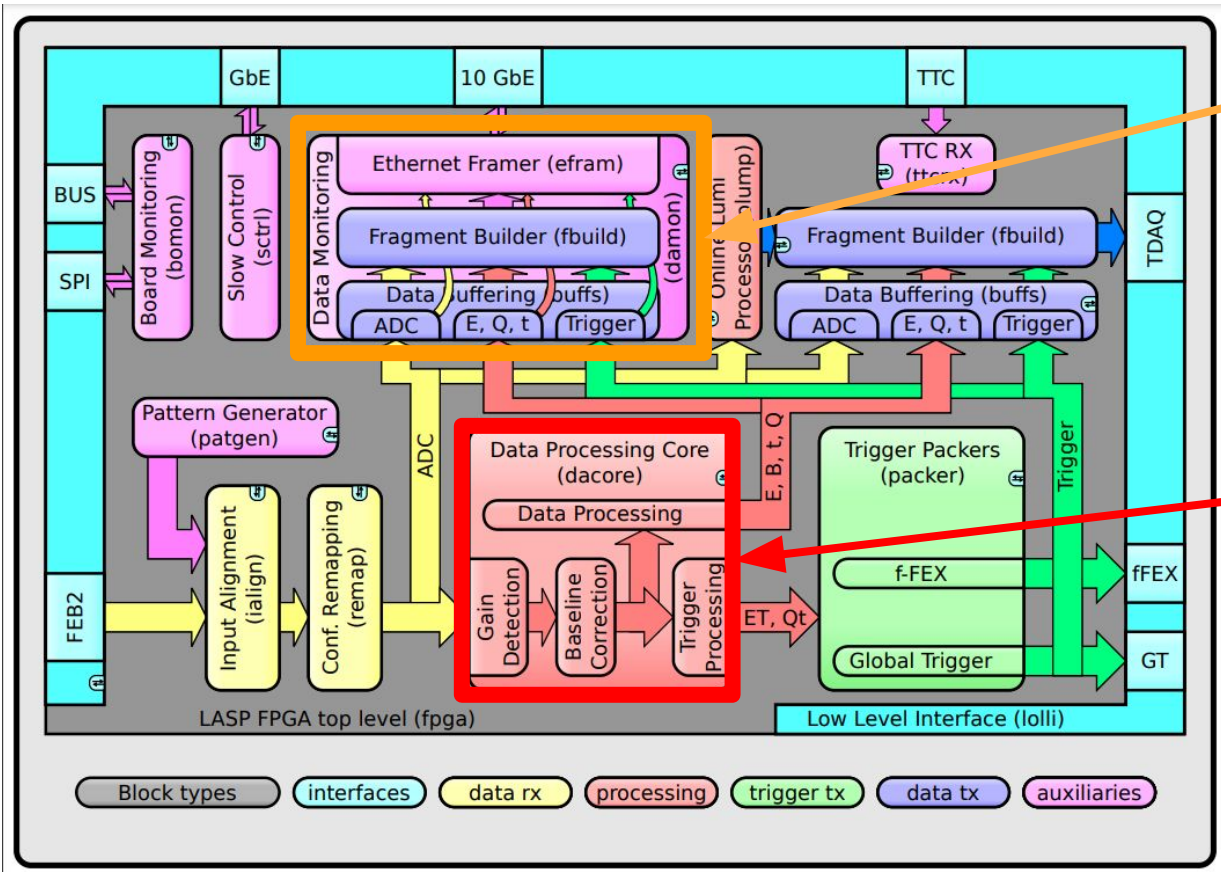 GbE
10 GbE
TTC
BUS
SPI
FEB2
TDAQ
fFEX
GT
Board Monitoring
(bomon)
Slow Control
(sctrl)
Data Monitoring
(damon)
Ethernet Framer (efram)
Fragment Builder (fbuild)
Data Buffering (buffs)
ADC
E, Q, t
Trigger
Online Lumi
TTC RX
(ttcrx)
Fragment Builder (fbuild)
Data Buffering (buffs)
ADC
E, Q, t
Trigger
Pattern Generator
(patgen)
Input Alignment
(ialign)
Conf. Remapping
(remap)
ADC
Data Processing Core
(dacore)
Data Processing
Gain
Detection
Baseline
Correction
Trigger
Processing
E, B, t, Q
ET, Qt
Trigger Packers
(packer)
f-FEX
Global Trigger
Trigger
LASP FPGA top level (fpga)
Low Level Interface (lolli)
Block types
interfaces
data rx
processing
trigger tx
data tx
auxiliaries